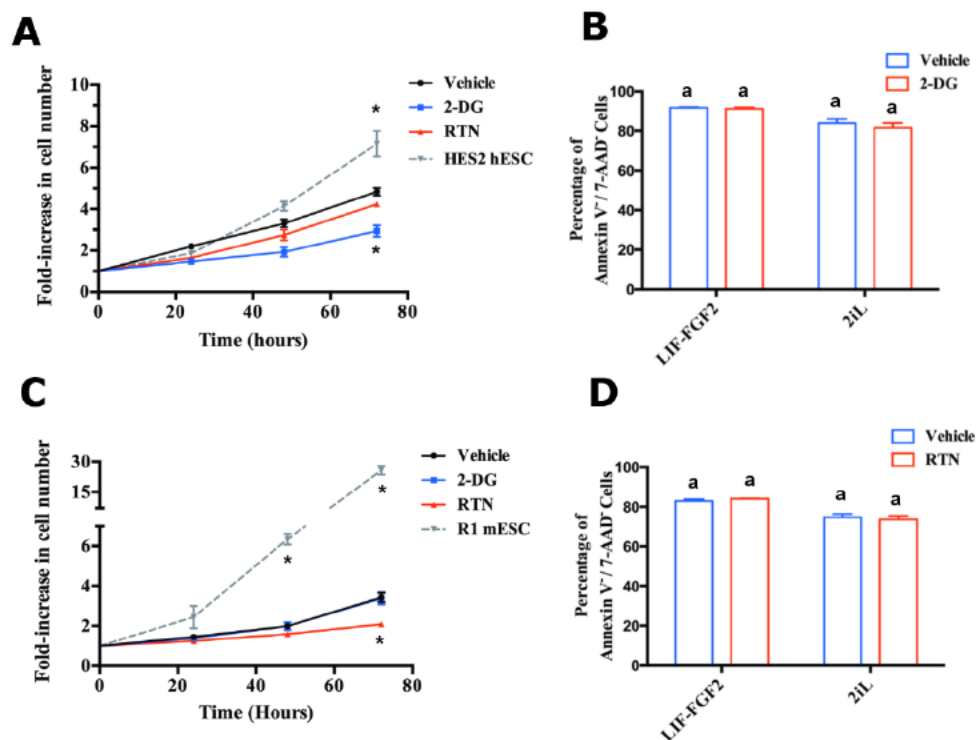 A
Fold-increase in cell number
10
8
6
4
2
0
0
20
40
60
80
Time (hours)
*
*
Vehicle
2-DG
RTN
HES2 hESC
B
Vehicle
2-DG
Percentage of
Annexin V⁻/ 7-AAD⁻ Cells
100
80
60
40
20
0
a
a
a
a
LIF-FGF2
2iL
C
Fold-increase in cell number
30
15
6
4
2
0
0
20
40
60
80
Time (Hours)
*
*
*
Vehicle
2-DG
RTN
R1 mESC
D
Vehicle
RTN
Percentage of
Annexin V⁻/ 7-AAD⁻ Cells
100
80
60
40
20
0
a
a
a
a
LIF-FGF2
2iL